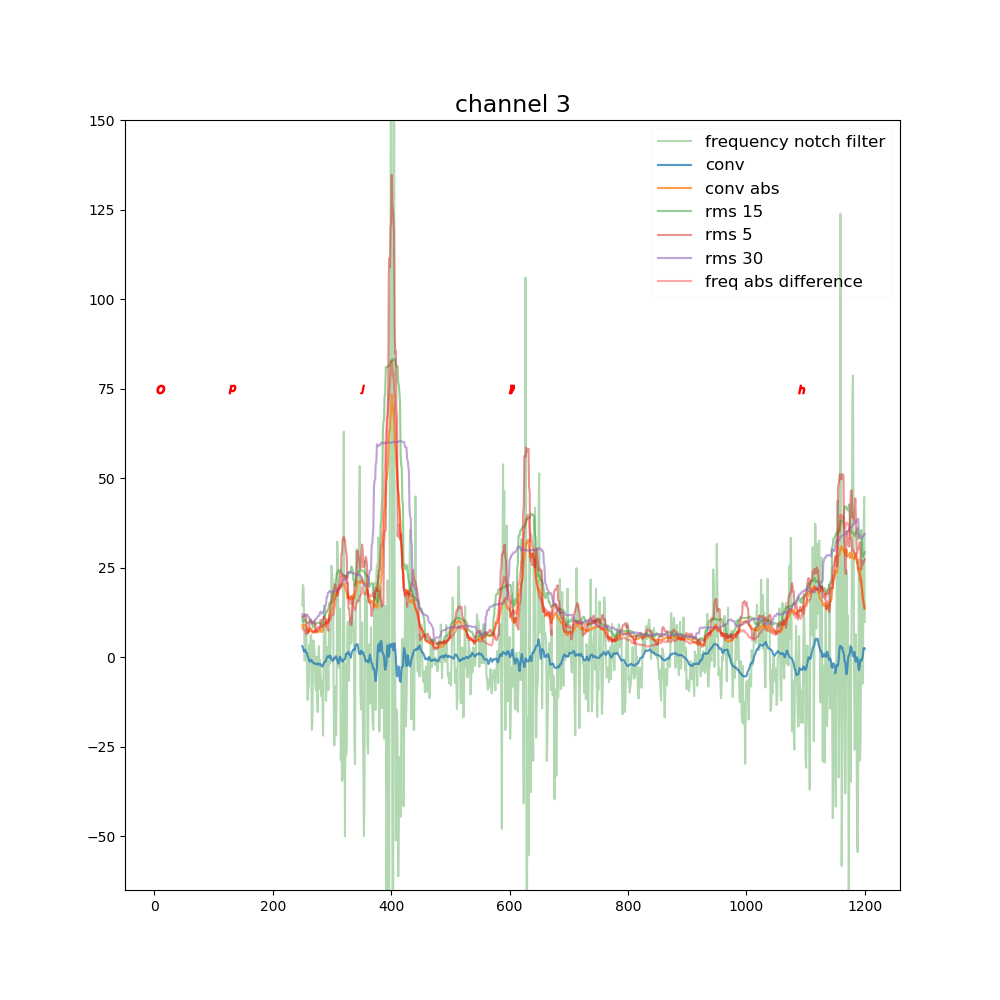 channel 3
150
125
100
75
50
25
0
−25
−50
0
200
400
600
800
1000
1200
frequency notch filter
conv
conv abs
rms 15
rms 5
rms 30
freq abs difference
o
p
j
h